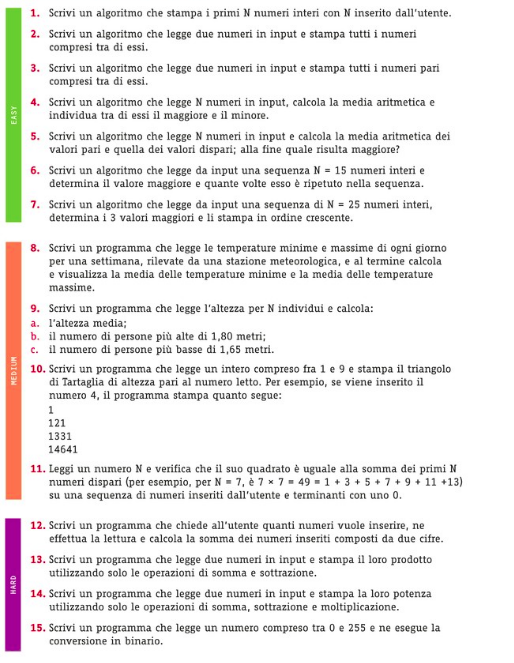 1. Scrivi un algoritmo che stampa i primi N numeri interi con N inserito dall'utente.
2. Scrivi un algoritmo che legge due numeri in input e stampa tutti i numeri
compresi tra di essi.
3. Scrivi un algoritmo che legge due numeri in input e stampa tutti i numeri pari
compresi tra di essi.
4. Scrivi un algoritmo che legge N numeri in input, calcola la media aritmetica e
individua tra di essi il maggiore e il minore.
EASY
5. Scrivi un algoritmo che legge N numeri in input e calcola la media aritmetica dei
valori pari e quella dei valori dispari; alla fine quale risulta maggiore?
6. Scrivi un algoritmo che legge da input una sequenza N = 15 numeri interi e
determina il valore maggiore e quante volte esso è ripetuto nella sequenza.
7. Scrivi un algoritmo che legge da input una sequenza di N = 25 numeri interi,
determina i 3 valori maggiori e li stampa in ordine crescente.
8. Scrivi un programma che legge le temperature minime e massime di ogni giorno
per una settimana, rilevate da una stazione meteorologica, e al termine calcola
e visualizza la media delle temperature minime e la media delle temperature
massime.
9. Scrivi un programma che legge l'altezza per N individui e calcola:
a. l'altezza media;
b. il numero di persone più alte di 1,80 metri;
c. il numero di persone più basse di 1,65 metri.
MEDIUM
10. Scrivi un programma che legge un intero compreso fra 1 e 9 e stampa il triangolo
di Tartaglia di altezza pari al numero letto. Per esempio, se viene inserito il
numero 4, il programma stampa quanto segue:
1
121
1331
14641
11. Leggi un numero N e verifica che il suo quadrato è uguale alla somma dei primi N
numeri dispari (per esempio, per N = 7, è 7 × 7 = 49 = 1 + 3 + 5 + 7 + 9 + 11 +13)
su una sequenza di numeri inseriti dall'utente e terminanti con uno 0.
12. Scrivi un programma che chiede all'utente quanti numeri vuole inserire, ne
effettua la lettura e calcola la somma dei numeri inseriti composti da due cifre.
13. Scrivi un programma che legge due numeri in input e stampa il loro prodotto
utilizzando solo le operazioni di somma e sottrazione.
HARD
14. Scrivi un programma che legge due numeri in input e stampa la loro potenza
utilizzando solo le operazioni di somma, sottrazione e moltiplicazione.
15. Scrivi un programma che legge un numero compreso tra 0 e 255 e ne esegue la
conversione in binario.